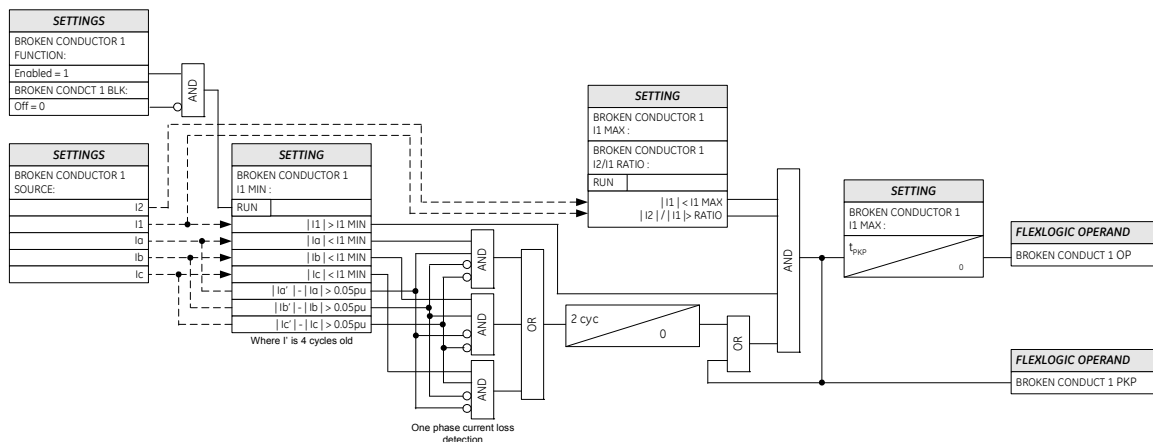 SETTINGS
BROKEN CONDUCTOR 1
FUNCTION:
Enabled = 1
BROKEN CONDCT 1 BLK:
Off = 0
AND
SETTINGS
BROKEN CONDUCTOR 1
SOURCE:
I2
I1
Ia
Ib
Ic
SETTING
BROKEN CONDUCTOR 1
I1 MIN :
RUN
| I1 | > I1 MIN
| Ia | < I1 MIN
| Ib | < I1 MIN
| Ic | < I1 MIN
| Ia' | - | Ia | > 0.05pu
| Ib' | - | Ib | > 0.05pu
| Ic' | - | Ic | > 0.05pu
Where I' is 4 cycles old
AND
AND
AND
One phase current loss
detection
OR
2 cyc
0
OR
SETTING
BROKEN CONDUCTOR 1
I1 MAX :
BROKEN CONDUCTOR 1
I2/I1 RATIO :
RUN
| I1 | < I1 MAX
| I2 | / | I1 | > RATIO
AND
SETTING
BROKEN CONDUCTOR 1
I1 MAX :
tPKP
0
FLEXLOGIC OPERAND
BROKEN CONDUCT 1 OP
FLEXLOGIC OPERAND
BROKEN CONDUCT 1 PKP